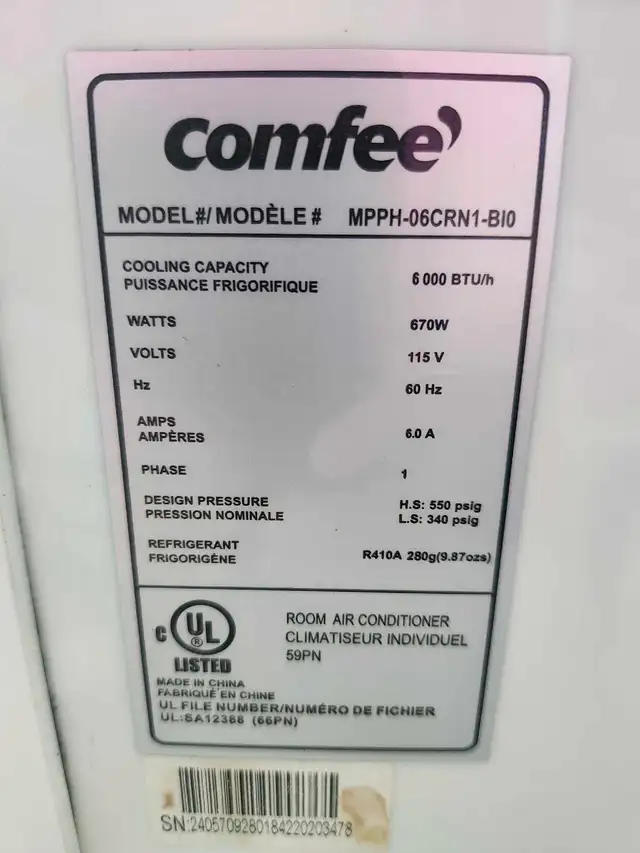 comfee'
MODEL#/ MODÈLE # MPPH-06CRN1-BI0
COOLING CAPACITY
PUISSANCE FRIGORIFIQUE 6 000 BTU/h
WATTS 670W
VOLTS 115 V
Hz 60 Hz
AMPS
AMPÈRES 6.0 A
PHASE 1
DESIGN PRESSURE H.S: 550 psig
PRESSION NOMINALE L.S: 340 psig
REFRIGERANT
FRIGORIGÈNE R410A 280g(9.87ozs)
C UL ® LISTED
ROOM AIR CONDITIONER
CLIMATISEUR INDIVIDUEL
59PN
MADE IN CHINA
FABRIQUÉ EN CHINE
UL FILE NUMBER/NUMÉRO DE FICHIER
UL:SA12388 (66PN)
SN:2405709280184220203478